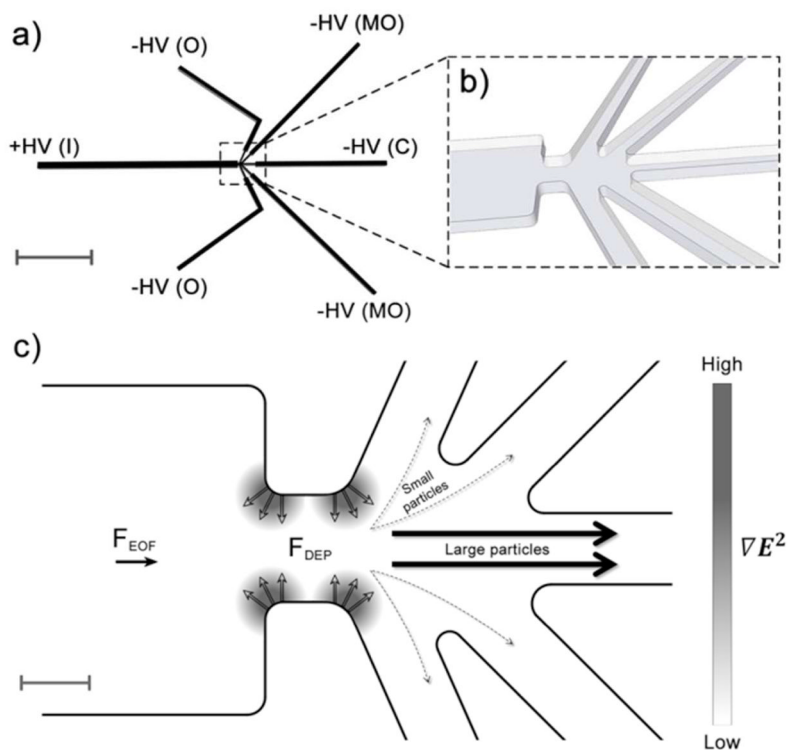 a)
-HV (O)
-HV (MO)
+HV (I)
-HV (C)
-HV (O)
-HV (MO)
b)
c)
High
Small
particles
F_EOF
F_DEP
Large particles
∇E²
Low